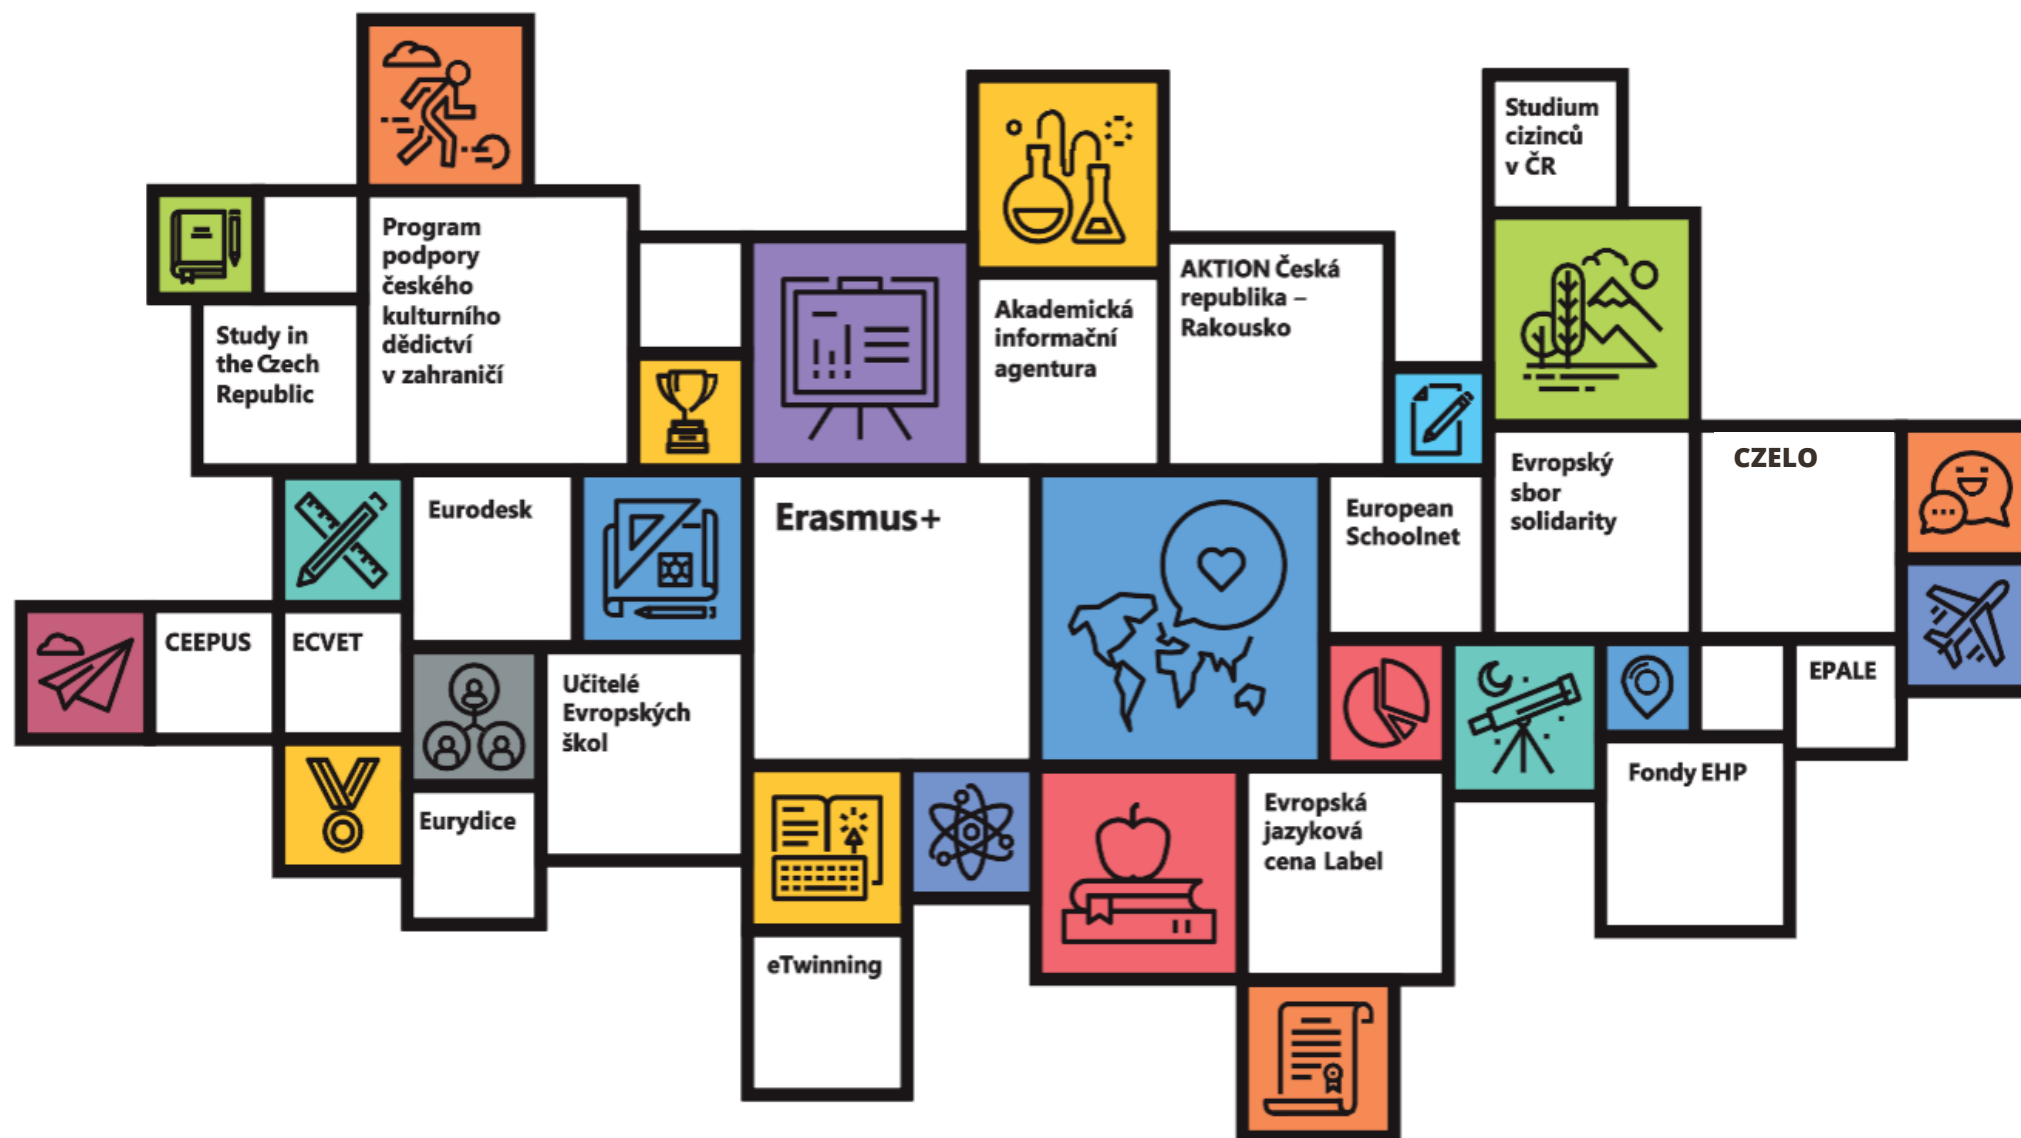 Studium
cizinců
v ČR
Program
podpory
českého
kulturního
dědictví
v zahraničí
AKTION Česká
republika –
Rakousko
Akademická
informační
agentura
Study in
the Czech
Republic
CZELO
Evropský
sbor
solidarity
Eurodesk
Erasmus+
European
Schoolnet
CEEPUS
ECVET
Učitelé
Evropských
škol
EPALE
Fondy EHP
Eurydice
Evropská
jazyková
cena Label
eTwinning